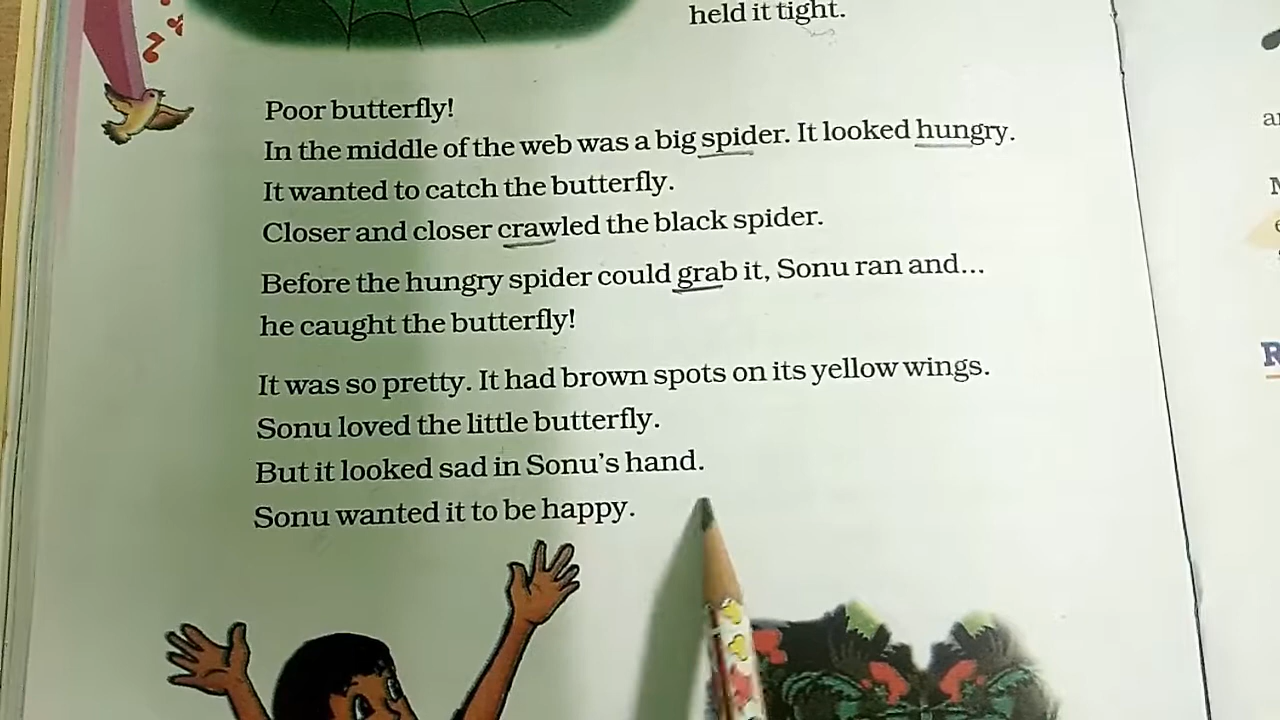 held it tight.
Poor butterfly!
In the middle of the web was a big spider. It looked hungry.
It wanted to catch the butterfly.
Closer and closer crawled the black spider.
Before the hungry spider could grab it, Sonu ran and...
he caught the butterfly!
It was so pretty. It had brown spots on its yellow wings.
Sonu loved the little butterfly.
But it looked sad in Sonu's hand.
Sonu wanted it to be happy.